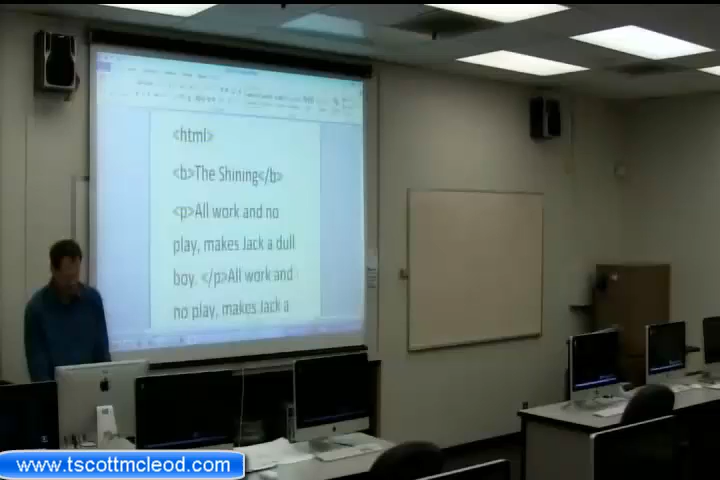 <html>
<b>The Shining</b>
<p>All work and no
play, makes Jack a dull
boy. </p>All work and
no play, makes Jack a
www.tscottmcleod.com